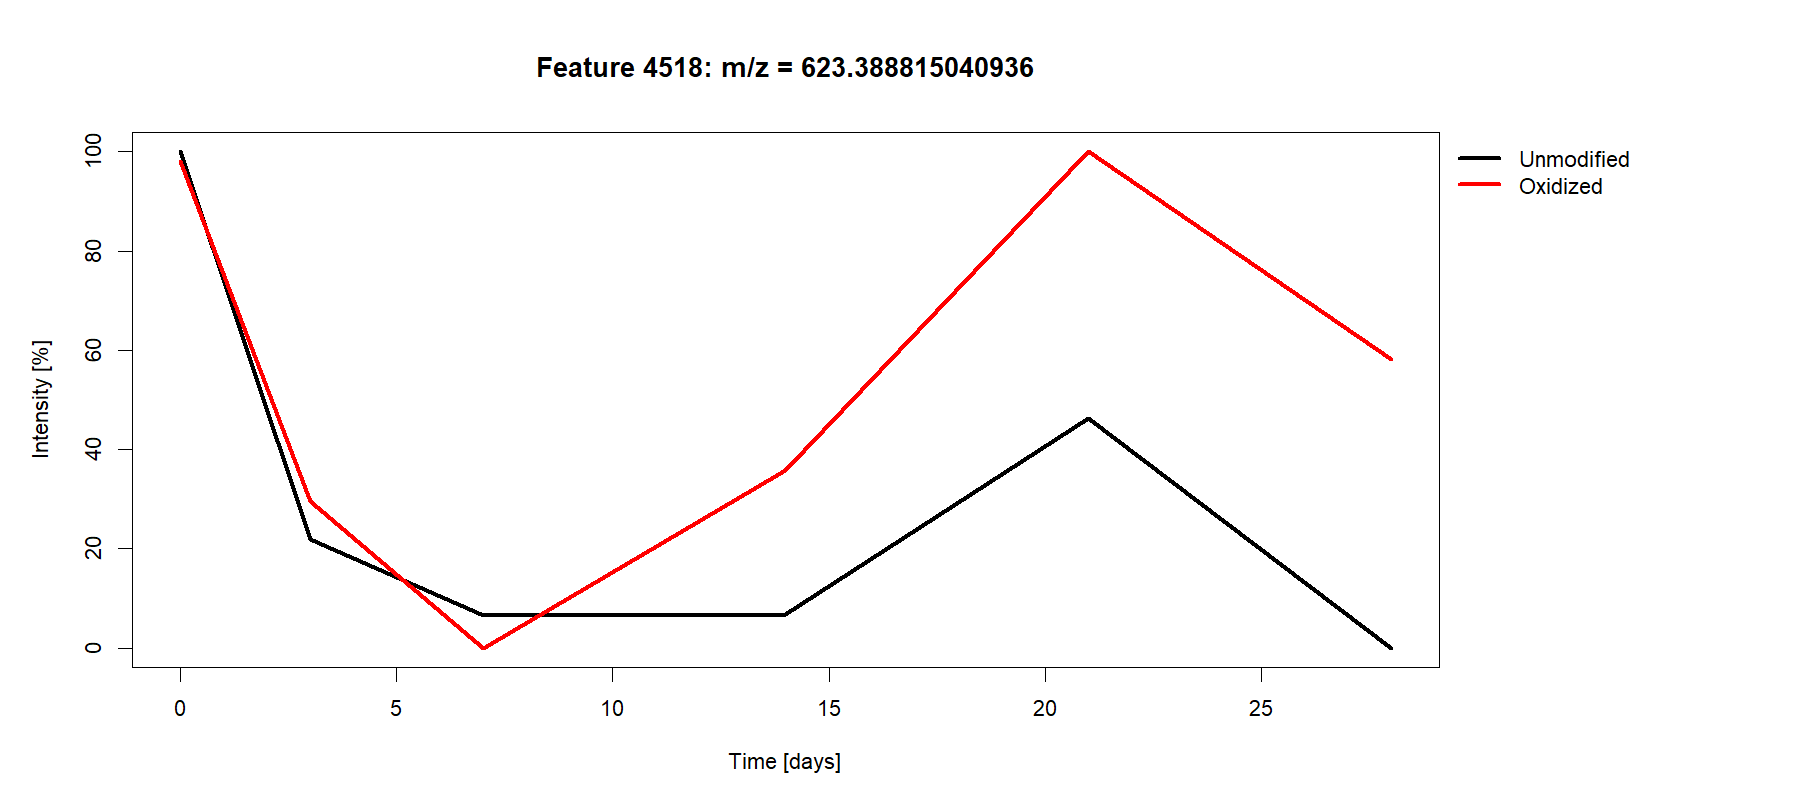 Feature 4518: m/z = 623.388815040936
Unmodified
Oxidized
Intensity [%]
100
80
60
40
20
0
0 5 10 15 20 25
Time [days]